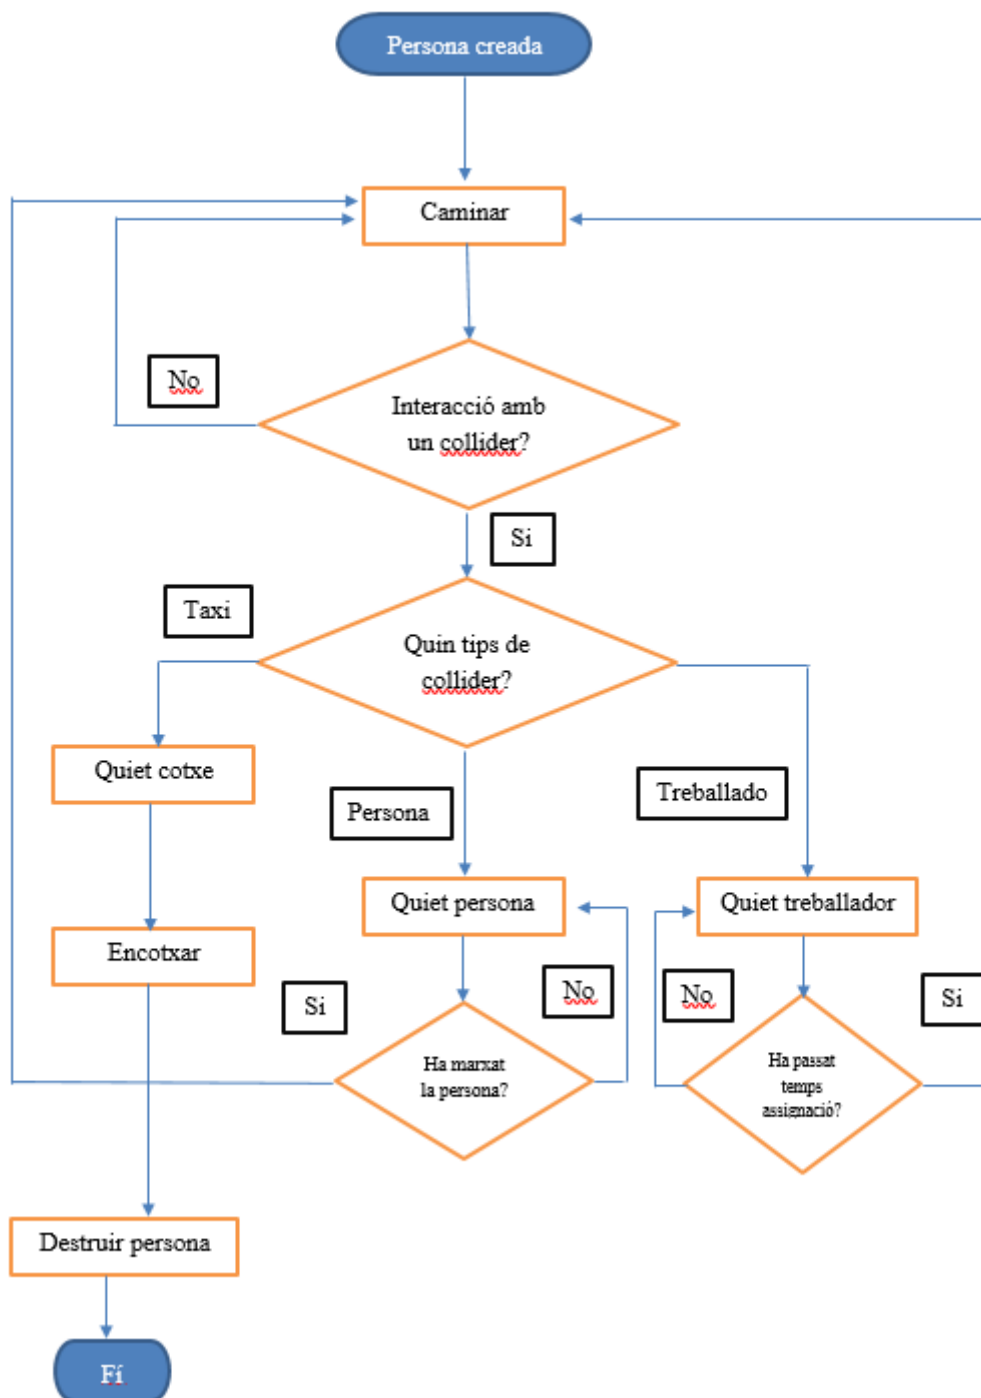 Persona creada
Caminar
No
Interacció amb
un collider?
Si
Taxi
Quin tips de
collider?
Quiet cotxe
Persona
Treballado
Quiet persona
Quiet treballador
Encotxar
Si
No
No
Si
Ha marxat
la persona?
Ha passat
temps
assignació?
Destruir persona
Fí